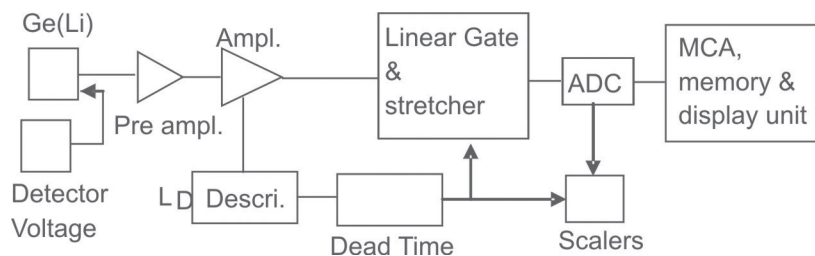 Ge(Li)
Ampl.
Pre ampl.
Linear Gate
&
stretcher
ADC
MCA,
memory &
display unit
Detector
Voltage
LD
Descri.
Dead Time
Scalers